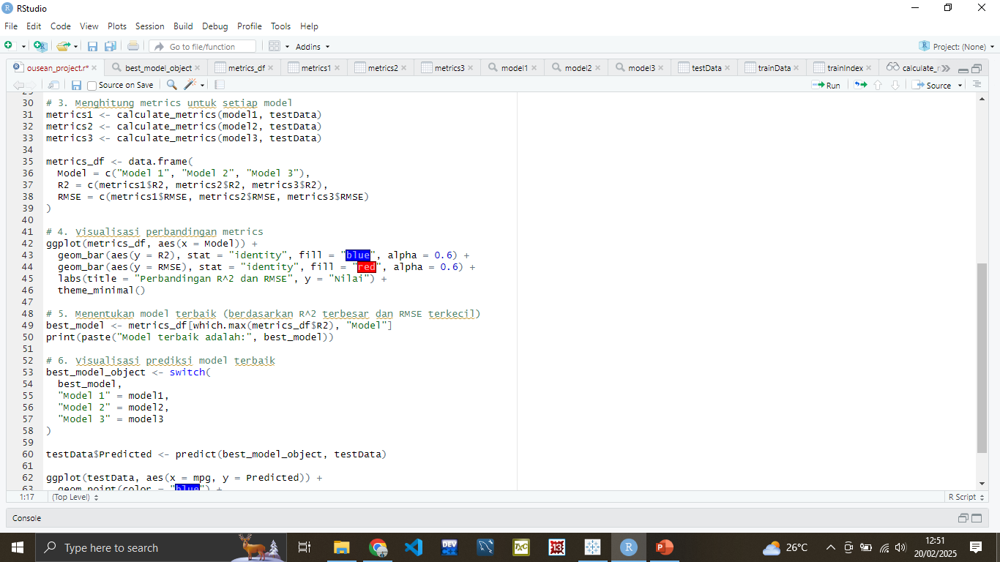 RStudio
File Edit Code View Plots Session Build Debug Profile Tools Help
Go to file/function Addins Project: (None)
ousean_project.r* best_model_object metrics_df metrics1 metrics2 metrics3 model1 model2 model3 testData trainData trainIndex
Source on Save Run Source
30 # 3. Menghitung metrics untuk setiap model
31 metrics1 <- calculate_metrics(model1, testData)
32 metrics2 <- calculate_metrics(model2, testData)
33 metrics3 <- calculate_metrics(model3, testData)
34
35 metrics_df <- data.frame(
36 Model = c("Model 1", "Model 2", "Model 3"),
37 R2 = c(metrics1$R2, metrics2$R2, metrics3$R2),
38 RMSE = c(metrics1$RMSE, metrics2$RMSE, metrics3$RMSE)
39 )
40
41 # 4. Visualisasi perbandingan metrics
42 ggplot(metrics_df, aes(x = Model)) +
43 geom_bar(aes(y = R2), stat = "identity", fill = "blue", alpha = 0.6) +
44 geom_bar(aes(y = RMSE), stat = "identity", fill = "red", alpha = 0.6) +
45 labs(title = "Perbandingan R^2 dan RMSE", y = "Nilai") +
46 theme_minimal()
47
48 # 5. Menentukan model terbaik (berdasarkan R^2 terbesar dan RMSE terkecil)
49 best_model <- metrics_df[which.max(metrics_df$R2), "Model"]
50 print(paste("Model terbaik adalah:", best_model))
51
52 # 6. Visualisasi prediksi model terbaik
53 best_model_object <- switch(
54 best_model,
55 "Model 1" = model1,
56 "Model 2" = model2,
57 "Model 3" = model3
58 )
59
60 testData$Predicted <- predict(best_model_object, testData)
61
62 ggplot(testData, aes(x = mpg, y = Predicted)) +
63 geom_point(color = "blue") +
1:17 (Top Level) R Script
Console
Type here to search DEV TXC 26°C 12:51
20/02/2025